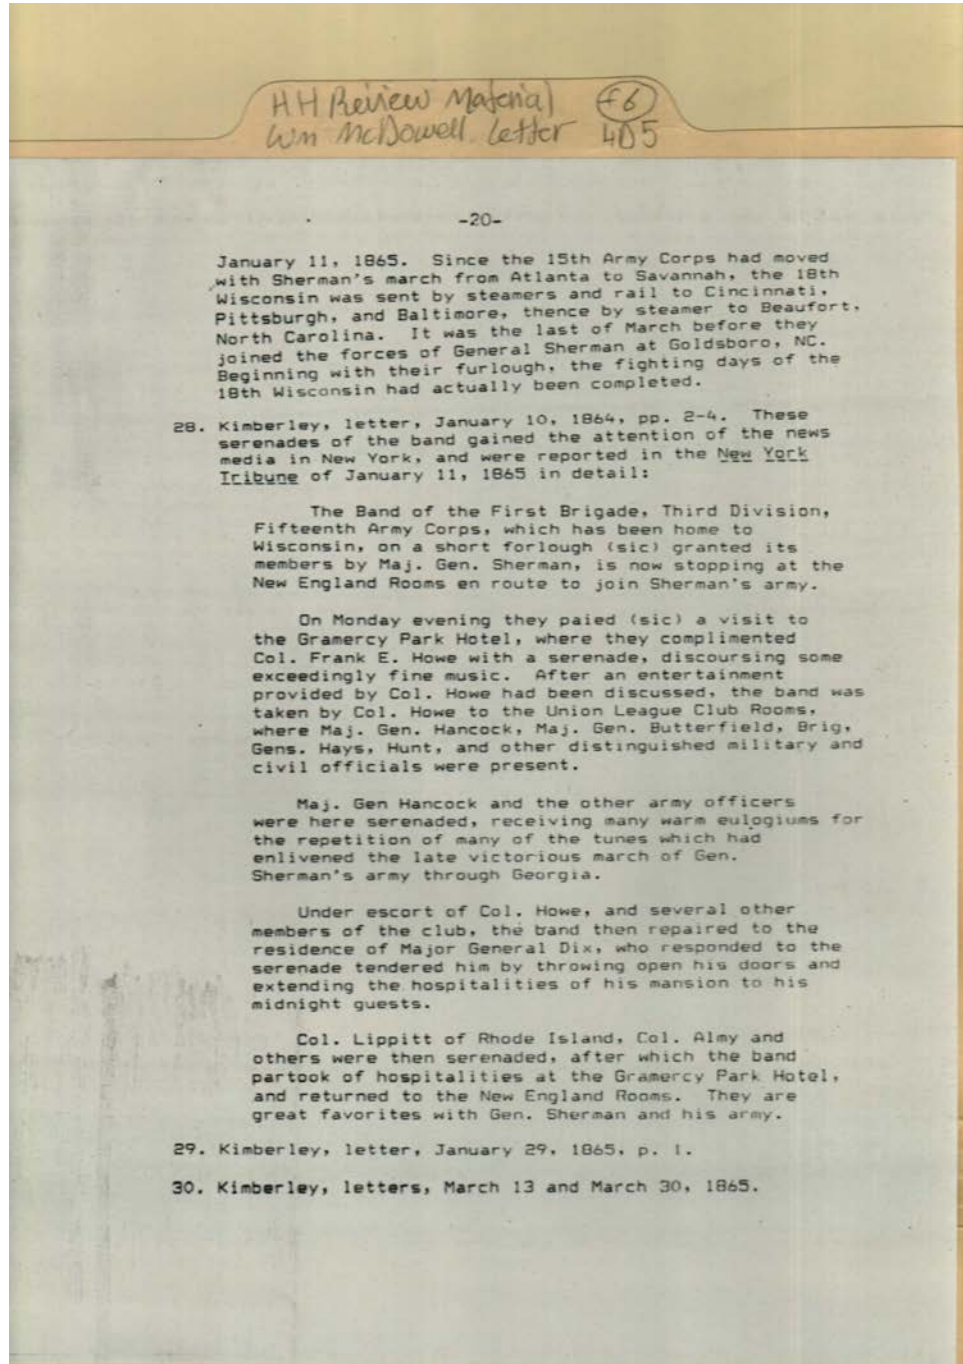 HH Review Material f6
Wm McDowell Letter 4D5
-20-
January 11, 1865.  Since the 15th Army Corps had moved
with Sherman's march from Atlanta to Savannah, the 18th
Wisconsin was sent by steamers and rail to Cincinnati,
Pittsburgh, and Baltimore, thence by steamer to Beaufort,
North Carolina.  It was the last of March before they
joined the forces of General Sherman at Goldsboro, NC.
Beginning with their furlough, the fighting days of the
18th Wisconsin had actually been completed.
28. Kimberley, letter, January 10, 1864, pp. 2-4.  These
serenades of the band gained the attention of the news
media in New York, and were reported in the New York
Tribune of January 11, 1865 in detail:
The Band of the First Brigade, Third Division,
Fifteenth Army Corps, which has been home to
Wisconsin, on a short forlough (sic) granted its
members by Maj. Gen. Sherman, is now stopping at the
New England Rooms en route to join Sherman's army.
On Monday evening they paied (sic) a visit to
the Gramercy Park Hotel, where they complimented
Col. Frank E. Howe with a serenade, discoursing some
exceedingly fine music.  After an entertainment
provided by Col. Howe had been discussed, the band was
taken by Col. Howe to the Union League Club Rooms,
where Maj. Gen. Hancock, Maj. Gen. Butterfield, Brig,
Gens. Hays, Hunt, and other distinguished military and
civil officials were present.
Maj. Gen Hancock and the other army officers
were here serenaded, receiving many warm eulogiums for
the repetition of many of the tunes which had
enlivened the late victorious march of Gen.
Sherman's army through Georgia.
Under escort of Col. Howe, and several other
members of the club, the band then repaired to the
residence of Major General Dix, who responded to the
serenade tendered him by throwing open his doors and
extending the hospitalities of his mansion to his
midnight guests.
Col. Lippitt of Rhode Island, Col. Almy and
others were then serenaded, after which the band
partook of hospitalities at the Gramercy Park Hotel,
and returned to the New England Rooms.  They are
great favorites with Gen. Sherman and his army.
29. Kimberley, letter, January 29, 1865, p. 1.
30. Kimberley, letters, March 13 and March 30, 1865.